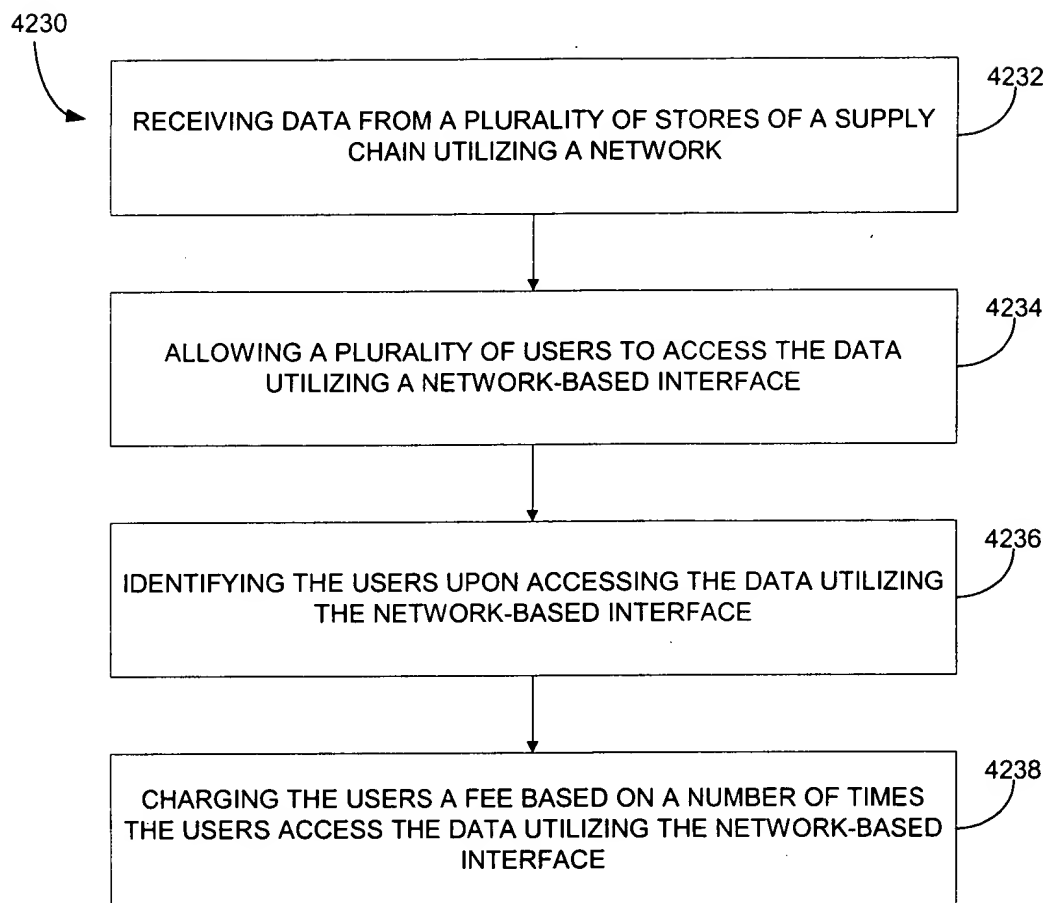 4230
4232
RECEIVING DATA FROM A PLURALITY OF STORES OF A SUPPLY
CHAIN UTILIZING A NETWORK
4234
ALLOWING A PLURALITY OF USERS TO ACCESS THE DATA
UTILIZING A NETWORK-BASED INTERFACE
4236
IDENTIFYING THE USERS UPON ACCESSING THE DATA UTILIZING
THE NETWORK-BASED INTERFACE
4238
CHARGING THE USERS A FEE BASED ON A NUMBER OF TIMES
THE USERS ACCESS THE DATA UTILIZING THE NETWORK-BASED
INTERFACE